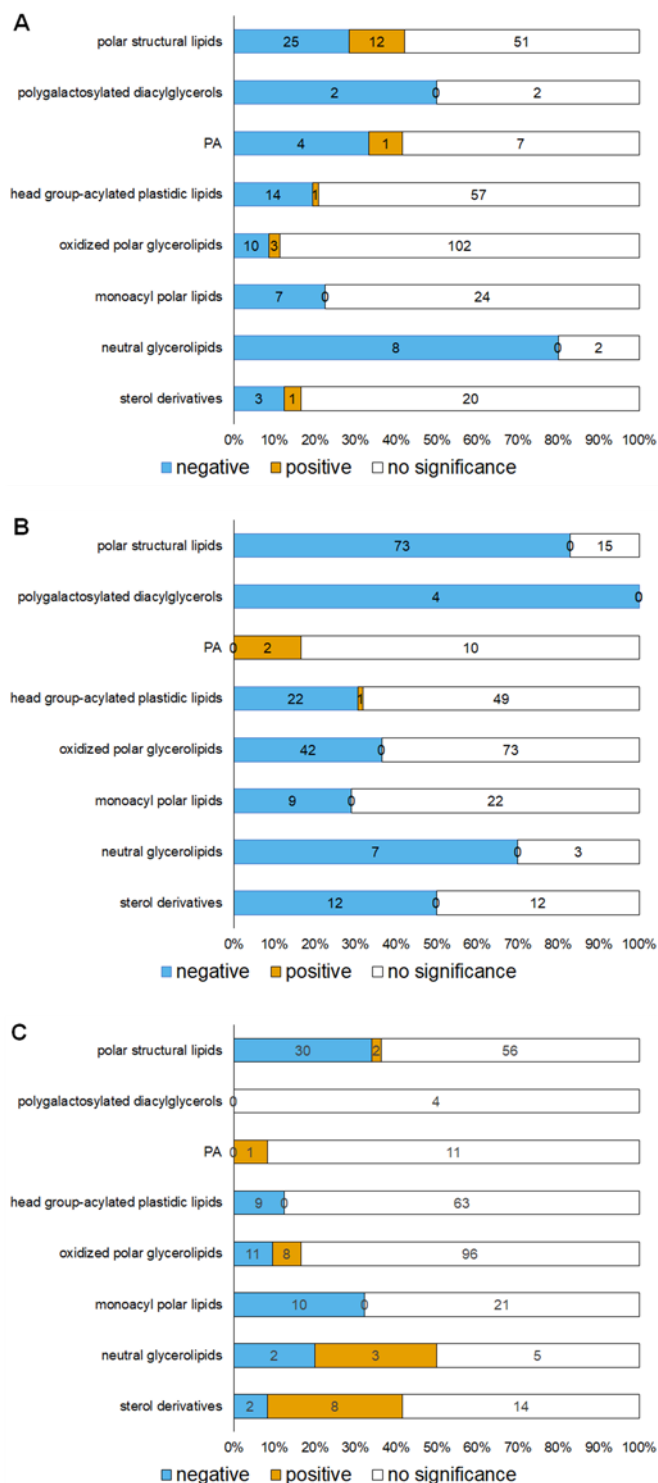 A
polar structural lipids 25 12 51
polygalactosylated diacylglycerols 2 0 2
PA 4 1 7
head group-acylated plastidic lipids 14 1 57
oxidized polar glycerolipids 10 3 102
monoacyl polar lipids 7 0 24
neutral glycerolipids 8 0 2
sterol derivatives 3 1 20
0% 10% 20% 30% 40% 50% 60% 70% 80% 90% 100%
negative positive no significance
B
polar structural lipids 73 0 15
polygalactosylated diacylglycerols 4 0
PA 0 2 10
head group-acylated plastidic lipids 22 1 49
oxidized polar glycerolipids 42 0 73
monoacyl polar lipids 9 0 22
neutral glycerolipids 7 0 3
sterol derivatives 12 0 12
0% 10% 20% 30% 40% 50% 60% 70% 80% 90% 100%
negative positive no significance
C
polar structural lipids 30 2 56
polygalactosylated diacylglycerols 0 4
PA 0 1 11
head group-acylated plastidic lipids 9 0 63
oxidized polar glycerolipids 11 8 96
monoacyl polar lipids 10 0 21
neutral glycerolipids 2 3 5
sterol derivatives 2 8 14
0% 10% 20% 30% 40% 50% 60% 70% 80% 90% 100%
negative positive no significance